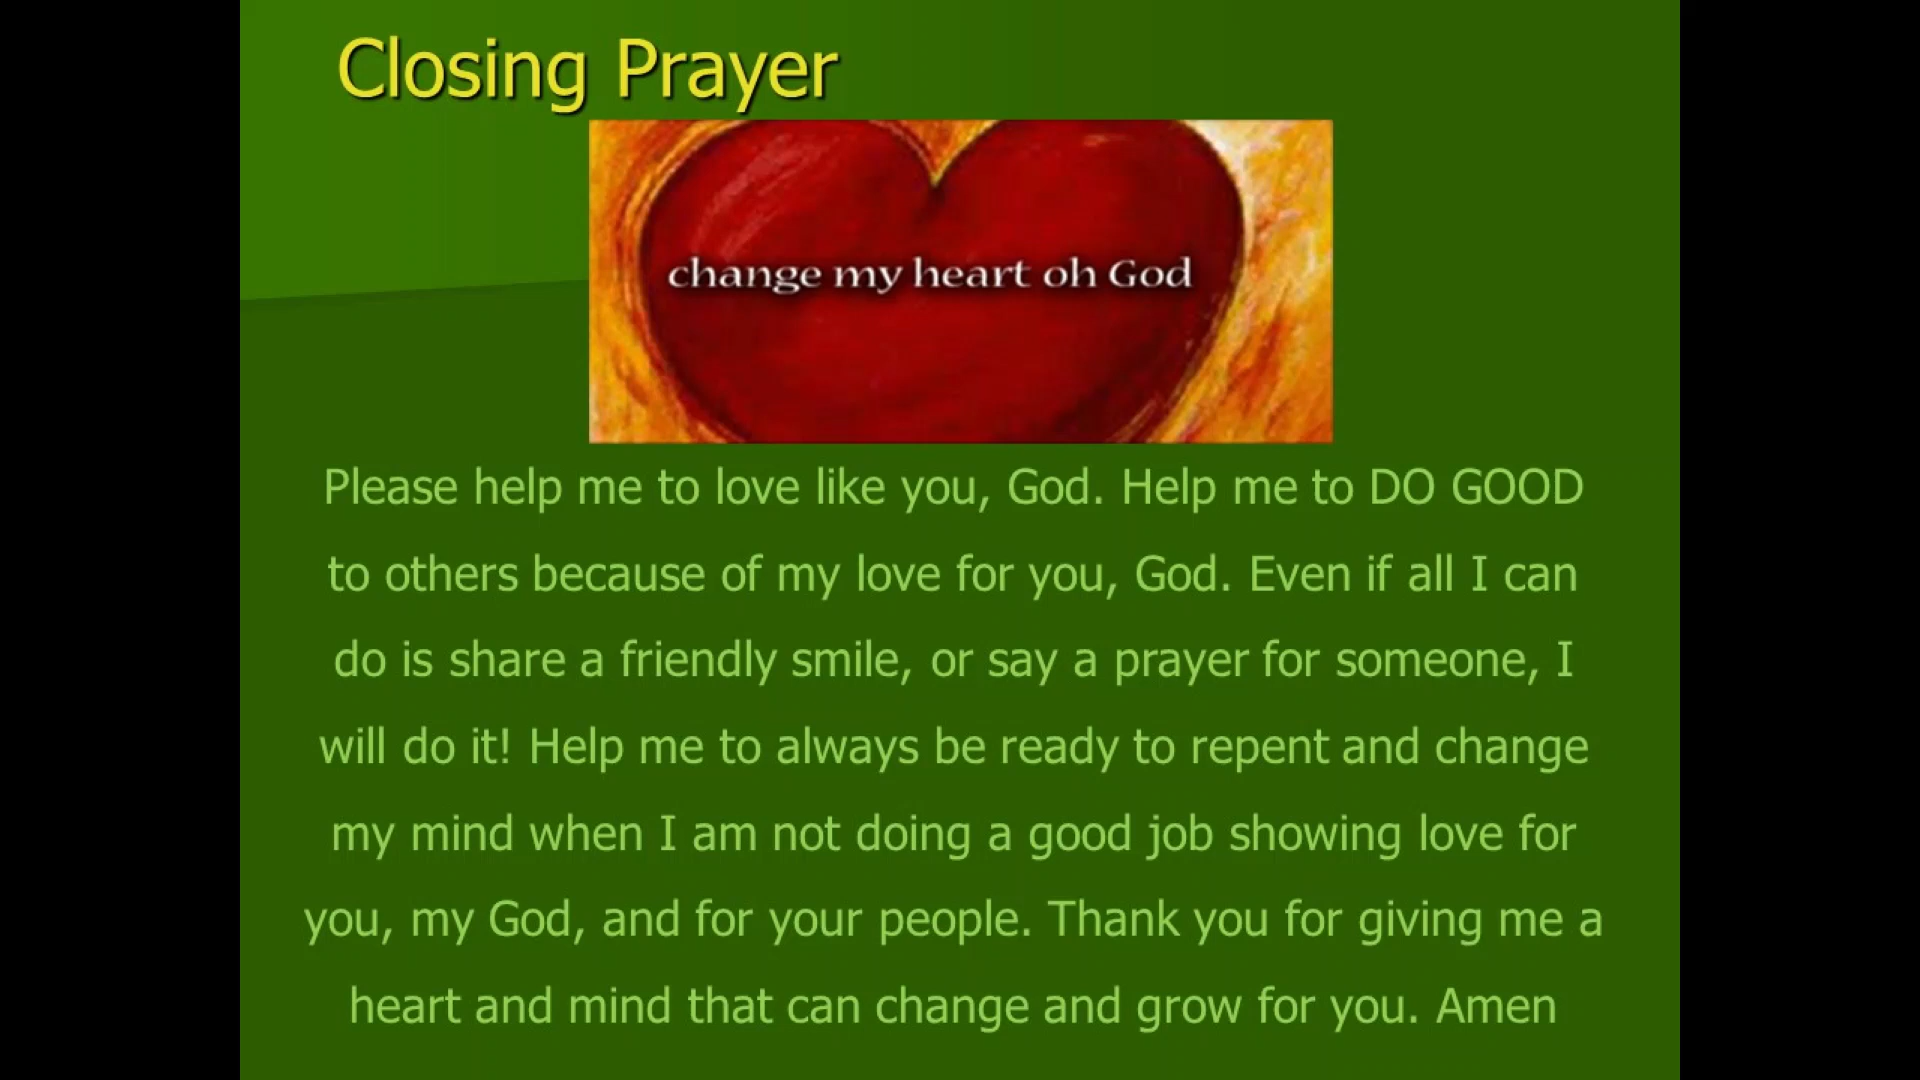 Closing Prayer
change my heart oh God
Please help me to love like you, God. Help me to DO GOOD
to others because of my love for you, God. Even if all I can
do is share a friendly smile, or say a prayer for someone, I
will do it! Help me to always be ready to repent and change
my mind when I am not doing a good job showing love for
you, my God, and for your people. Thank you for giving me a
heart and mind that can change and grow for you. Amen